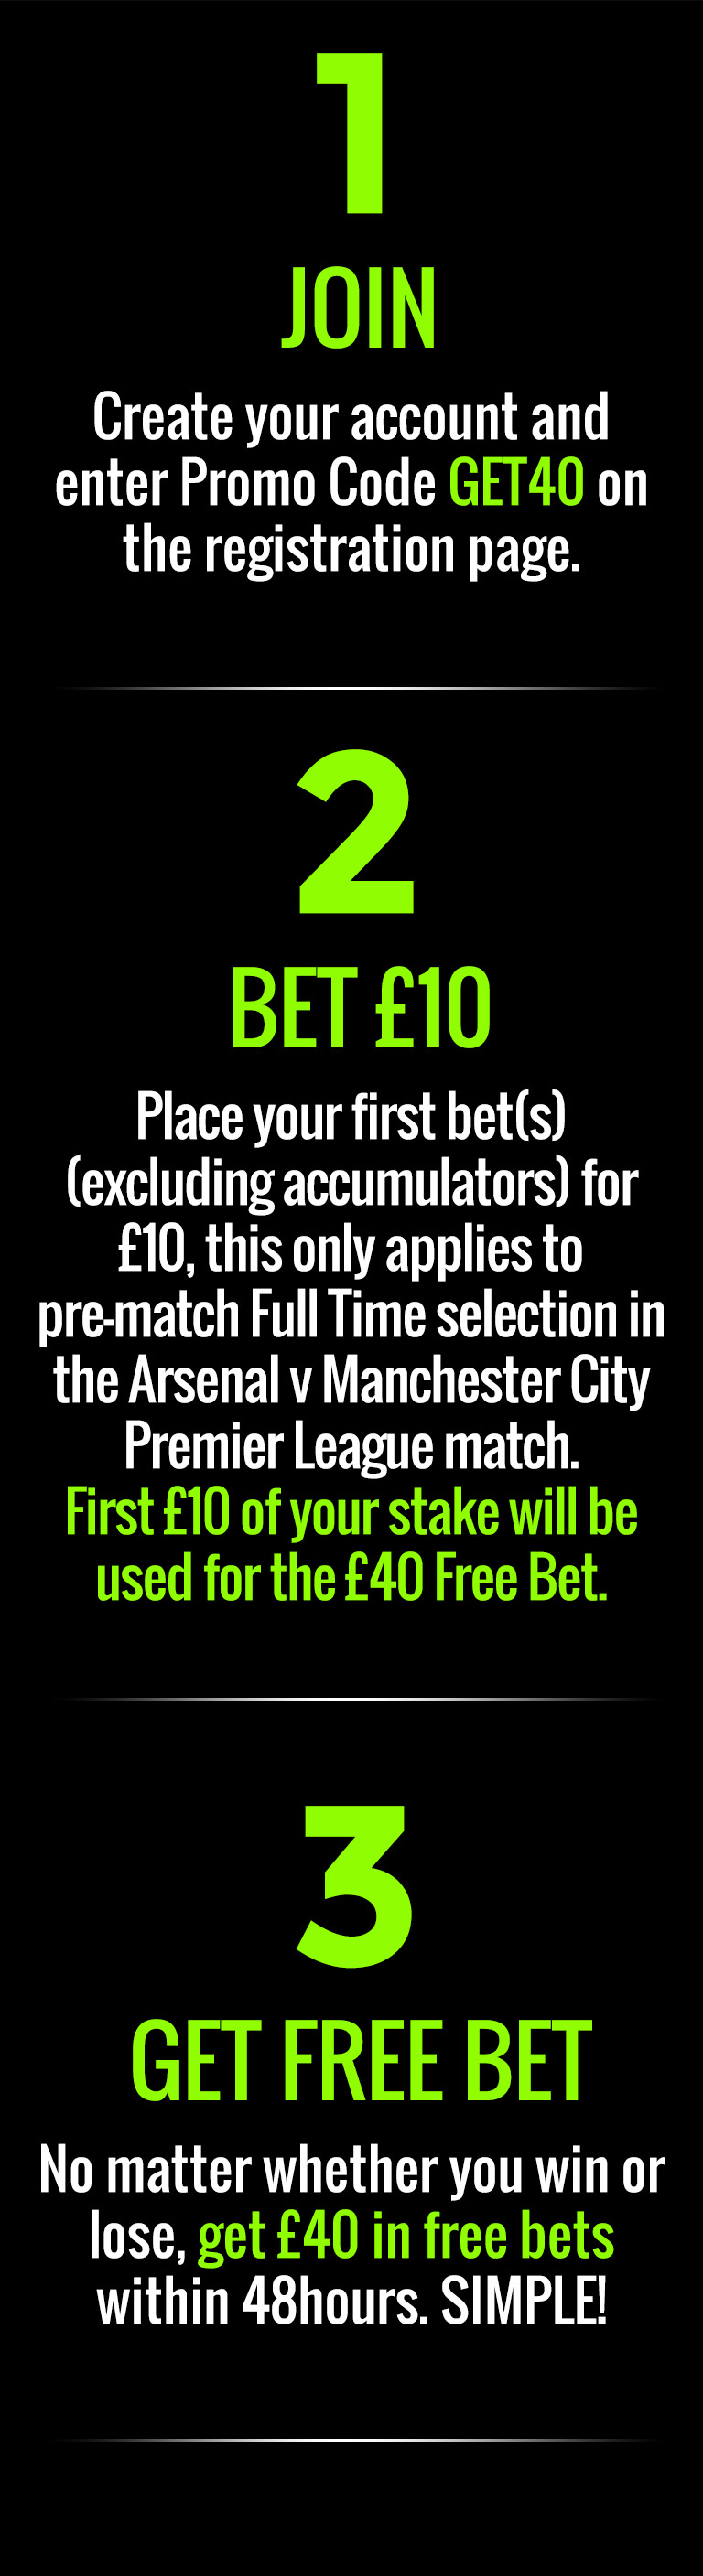 1
JOIN
Create your account and
enter Promo Code GET40 on
the registration page.
2
BET £10
Place your first bet(s)
(excluding accumulators) for
£10, this only applies to
pre-match Full Time selection in
the Arsenal v Manchester City
Premier League match.
First £10 of your stake will be
used for the £40 Free Bet.
3
GET FREE BET
No matter whether you win or
lose, get £40 in free bets
within 48hours. SIMPLE!